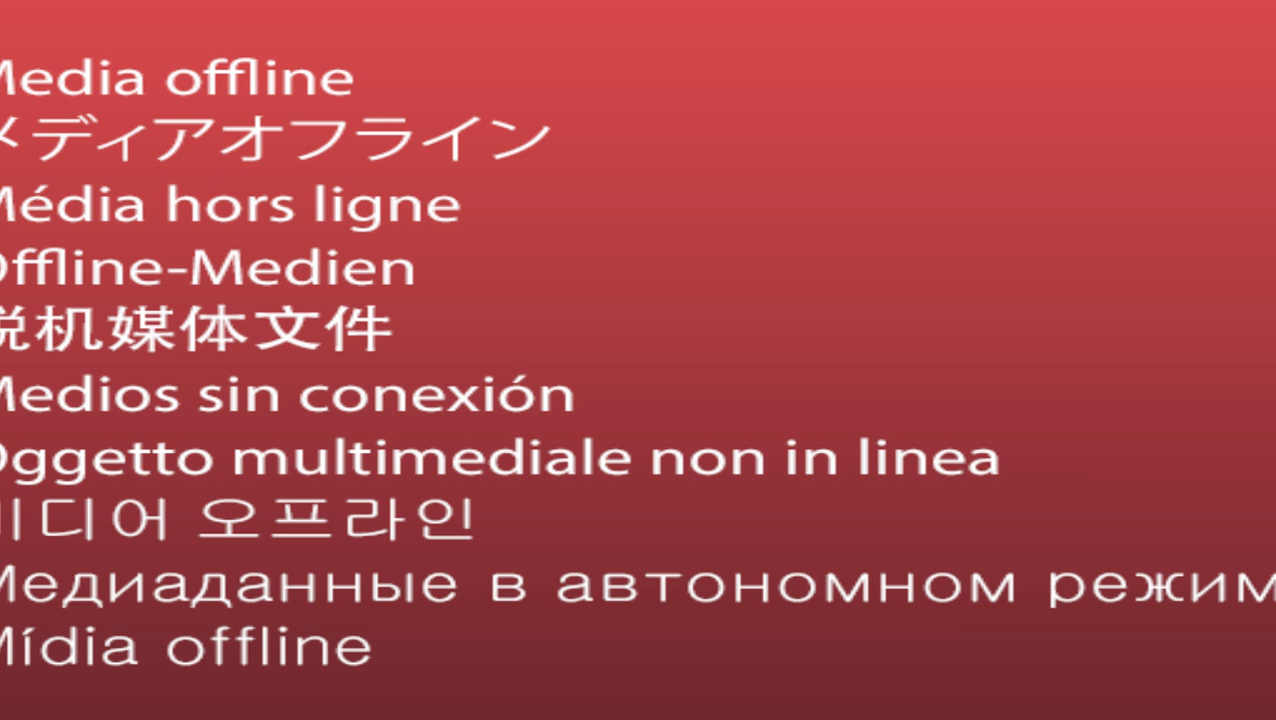 Media offline
メディアオフライン
Média hors ligne
Offline-Medien
脱机媒体文件
Medios sin conexión
Oggetto multimediale non in linea
미디어 오프라인
Медиаданные в автономном режим
Mídia offline